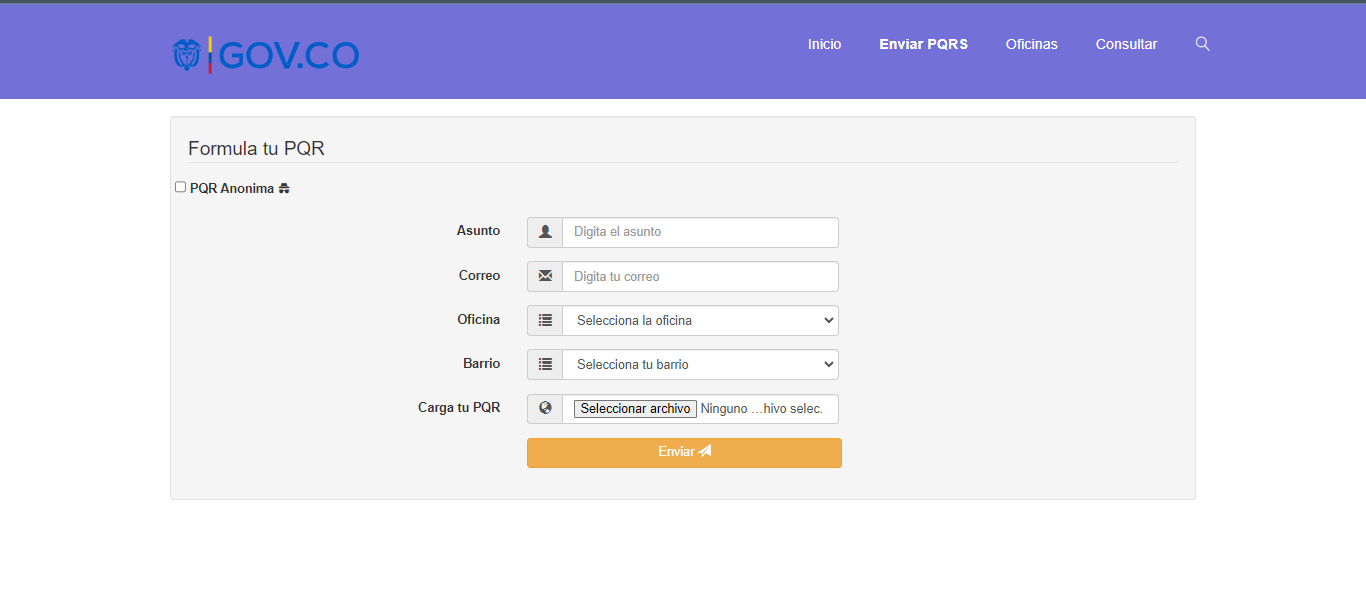 GOV.CO
Inicio Enviar PQRS Oficinas Consultar
Formula tu PQR
PQR Anonima
Asunto Digita el asunto
Correo Digita tu correo
Oficina Selecciona la oficina
Barrio Selecciona tu barrio
Carga tu PQR Seleccionar archivo Ninguno …hivo selec.
Enviar